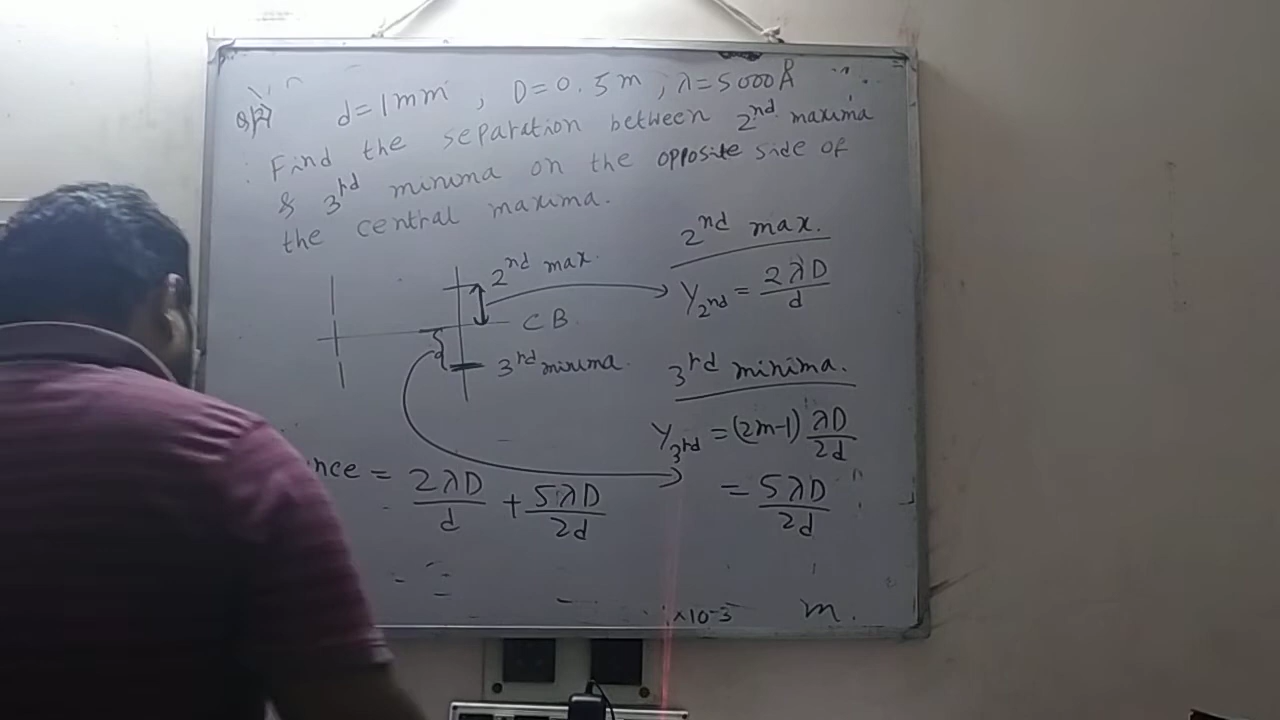 Q(2) d=1mm , D=0.5m, λ=5000Å
Find the separation between 2nd maxima
& 3rd minima on the opposite side of
the central maxima.
2nd max.
2nd max.
Y2nd = 2λD/d
CB
3rd minima.
3rd minima.
Y3rd = (2m-1) λD/2d
= 5λD/2d
nce = 2λD/d + 5λD/2d
×10-3 m.